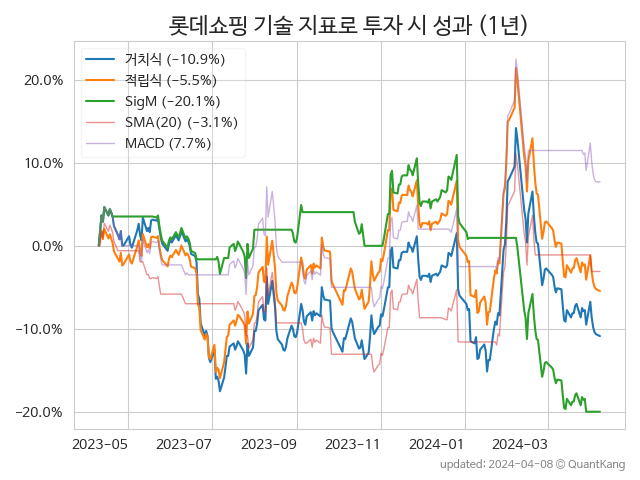 롯데쇼핑 기술 지표로 투자 시 성과 (1년)
거치식 (−10.9%)
적립식 (−5.5%)
SigM (−20.1%)
SMA(20) (−3.1%)
MACD (7.7%)
20.0%
10.0%
0.0%
−10.0%
−20.0%
2023-05 2023-07 2023-09 2023-11 2024-01 2024-03
updated: 2024-04-08 ⓒ QuantKang